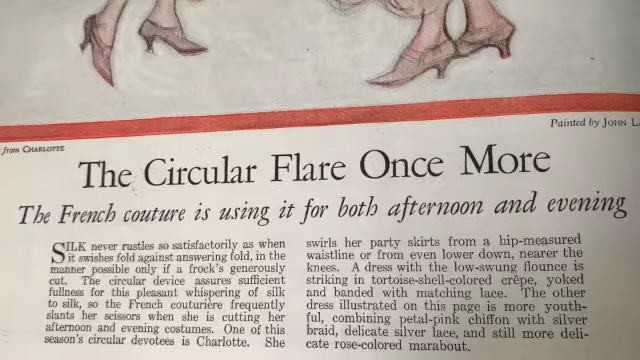 from CHARLOTTE
Painted by JOHN L
The Circular Flare Once More
The French couture is using it for both afternoon and evening
SILK never rustles so satisfactorily as when
it swishes fold against answering fold, in the
manner possible only if a frock's generously
cut. The circular device assures sufficient
fullness for this pleasant whispering of silk
to silk, so the French couturière frequently
slants her scissors when she is cutting her
afternoon and evening costumes. One of this
season's circular devotees is Charlotte. She
swirls her party skirts from a hip-measured
waistline or from even lower down, nearer the
knees. A dress with the low-swung flounce is
striking in tortoise-shell-colored crêpe, yoked
and banded with matching lace. The other
dress illustrated on this page is more youth-
ful, combining petal-pink chiffon with silver
braid, delicate silver lace, and still more deli-
cate rose-colored marabout.